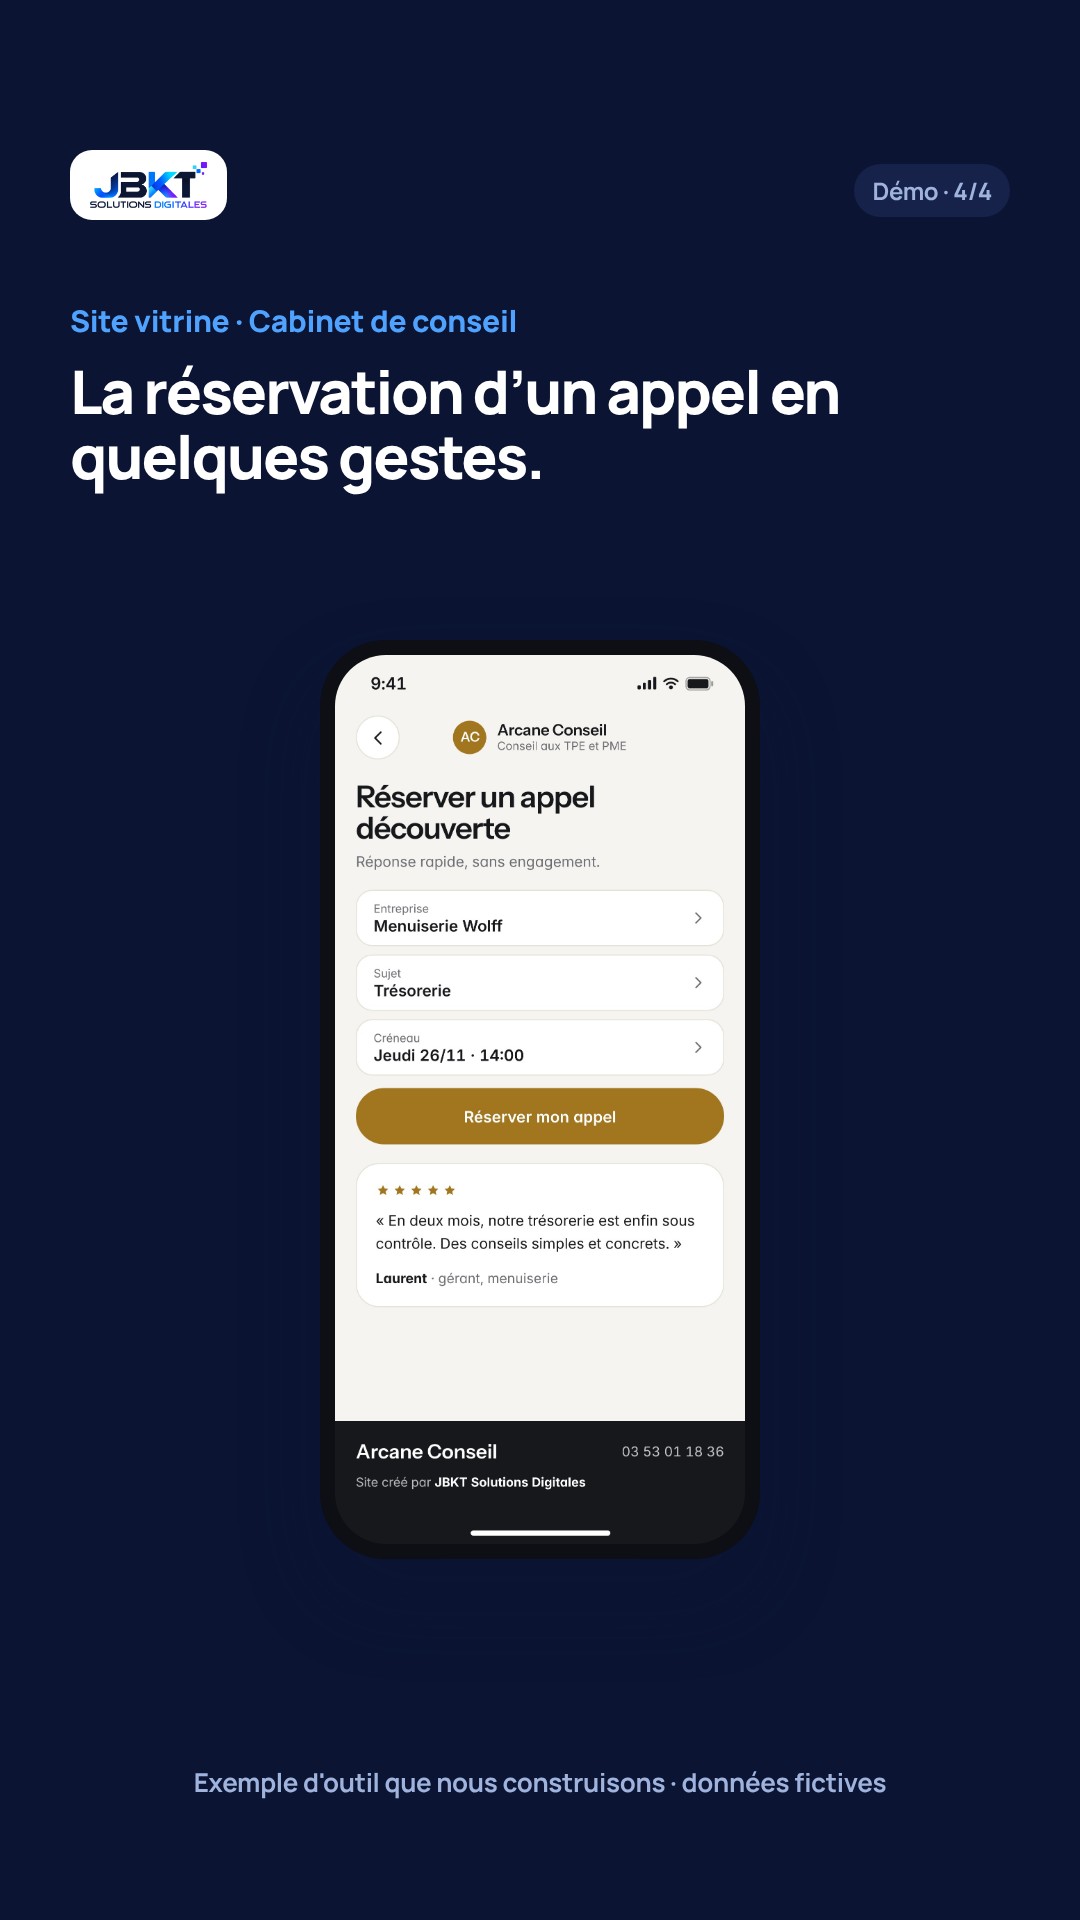 JBKT
SOLUTIONS DIGITALES
Démo · 4/4
Site vitrine · Cabinet de conseil
La réservation d’un appel en
quelques gestes.
9:41
AC
Arcane Conseil
Conseil aux TPE et PME
Réserver un appel
découverte
Réponse rapide, sans engagement.
Entreprise
Menuiserie Wolff
Sujet
Trésorerie
Créneau
Jeudi 26/11 · 14:00
Réserver mon appel
« En deux mois, notre trésorerie est enfin sous
contrôle. Des conseils simples et concrets. »
Laurent · gérant, menuiserie
Arcane Conseil
03 53 01 18 36
Site créé par JBKT Solutions Digitales
Exemple d'outil que nous construisons · données fictives